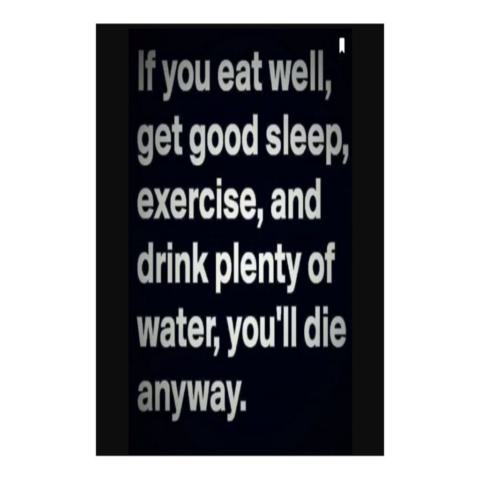 If you eat well,
get good sleep,
exercise, and
drink plenty of
water, you'll die
anyway.